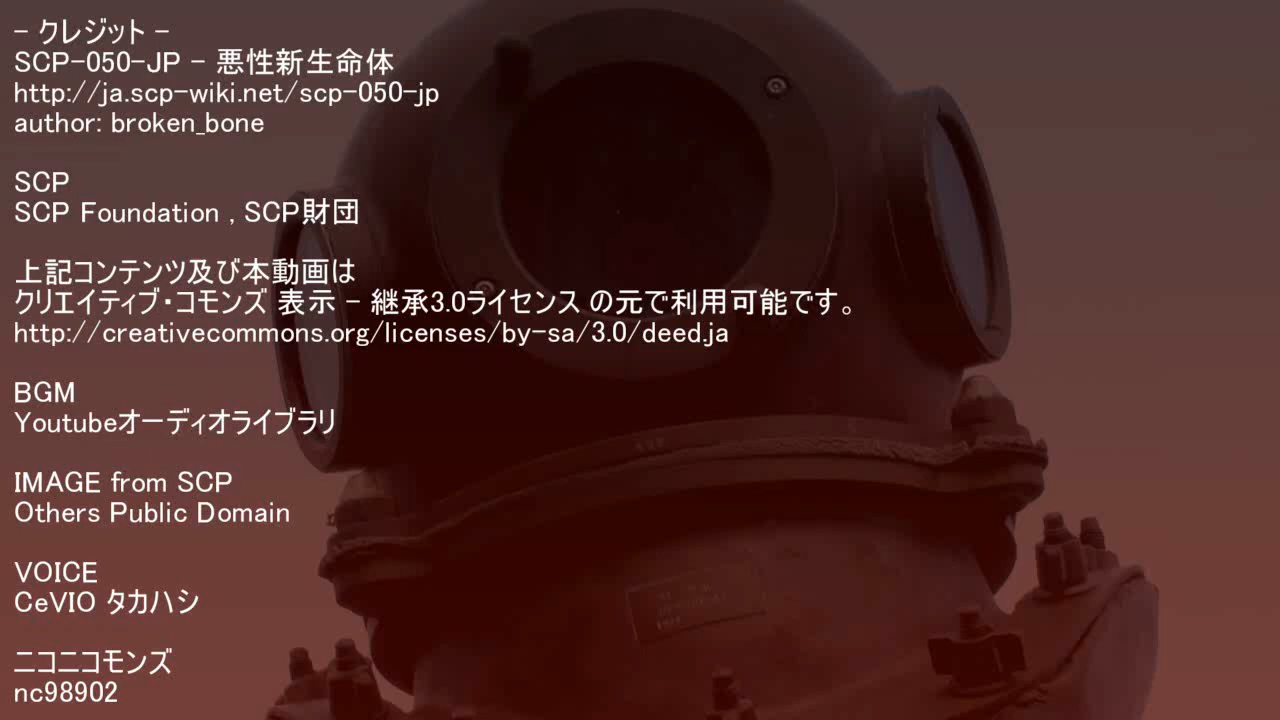 - クレジット -
SCP-050-JP - 悪性新生命体
http://ja.scp-wiki.net/scp-050-jp
author: broken_bone
SCP
SCP Foundation , SCP財団
上記コンテンツ及び本動画は
クリエイティブ・コモンズ 表示 - 継承3.0ライセンス の元で利用可能です。
http://creativecommons.org/licenses/by-sa/3.0/deed.ja
BGM
Youtubeオーディオライブラリ
IMAGE from SCP
Others Public Domain
VOICE
CeVIO タカハシ
ニコニコモンズ
nc98902